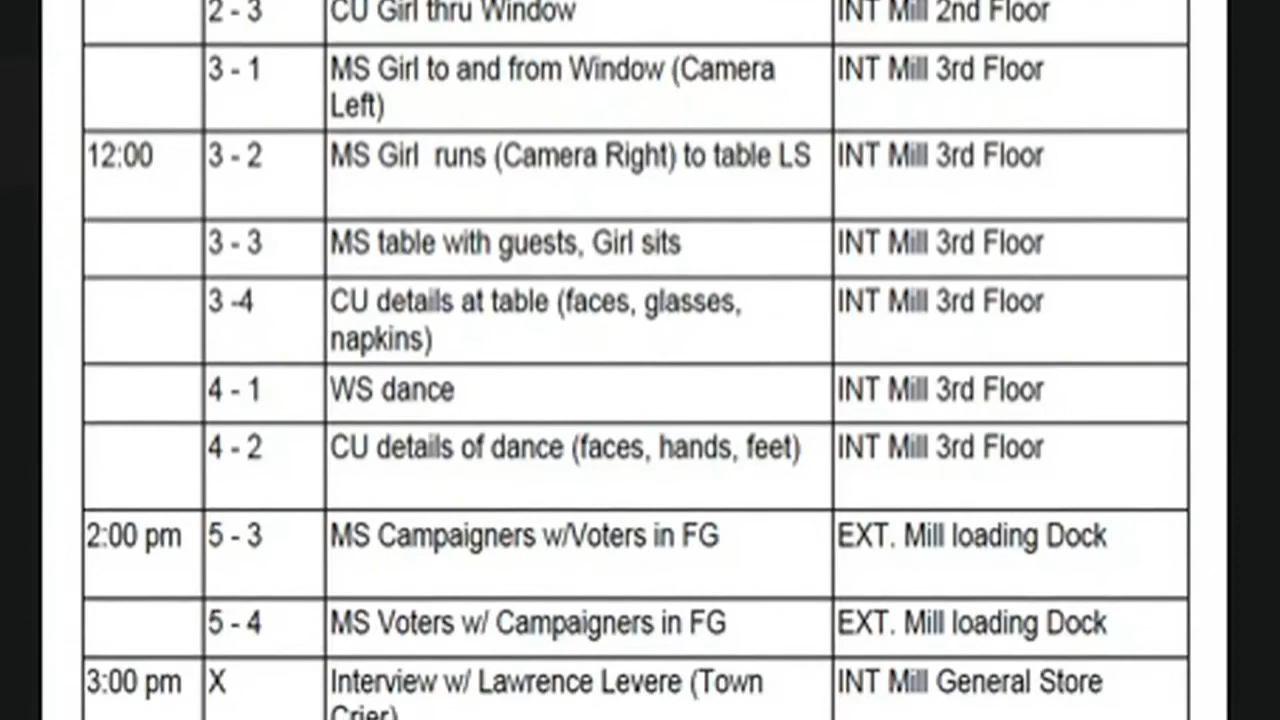 2 - 3 CU Girl thru Window INT Mill 2nd Floor
3 - 1 MS Girl to and from Window (Camera INT Mill 3rd Floor
Left)
12:00 3 - 2 MS Girl runs (Camera Right) to table LS INT Mill 3rd Floor
3 - 3 MS table with guests, Girl sits INT Mill 3rd Floor
3 -4 CU details at table (faces, glasses, INT Mill 3rd Floor
napkins)
4 - 1 WS dance INT Mill 3rd Floor
4 - 2 CU details of dance (faces, hands, feet) INT Mill 3rd Floor
2:00 pm 5 - 3 MS Campaigners w/Voters in FG EXT. Mill loading Dock
5 - 4 MS Voters w/ Campaigners in FG EXT. Mill loading Dock
3:00 pm X Interview w/ Lawrence Levere (Town INT Mill General Store
Crier)